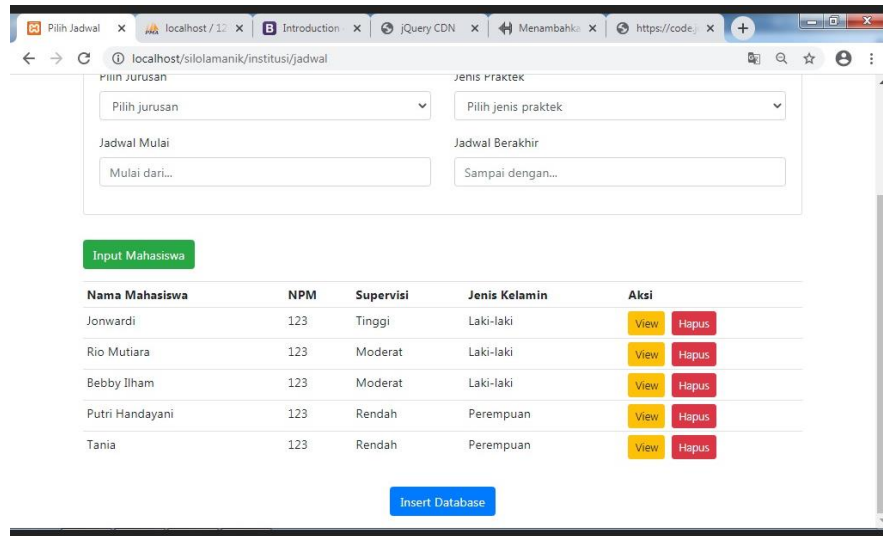 Pilih Jadwal
localhost / 12
Introduction
jQuery CDN
Menambahka
https://code.j
localhost/silolamanik/institusi/jadwal
Pilih Jurusan Jenis Praktek
Pilih jurusan Pilih jenis praktek
Jadwal Mulai Jadwal Berakhir
Mulai dari... Sampai dengan...
Input Mahasiswa
Nama Mahasiswa NPM Supervisi Jenis Kelamin Aksi
Jonwardi 123 Tinggi Laki-laki View Hapus
Rio Mutiara 123 Moderat Laki-laki View Hapus
Bebby Ilham 123 Moderat Laki-laki View Hapus
Putri Handayani 123 Rendah Perempuan View Hapus
Tania 123 Rendah Perempuan View Hapus
Insert Database